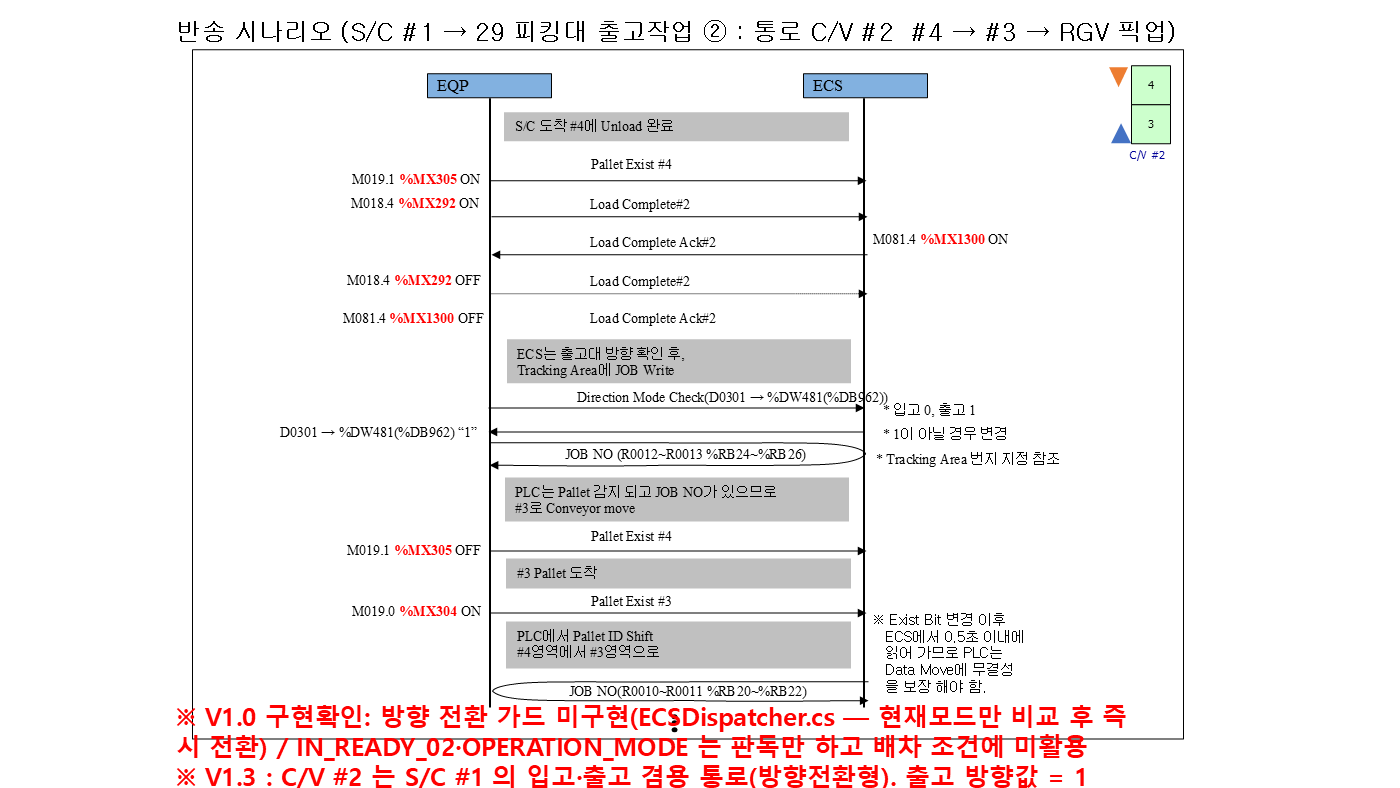 반송 시나리오 (S/C #1 → 29 피킹대 출고작업 ② : 통로 C/V #2 #4 → #3 → RGV 픽업)
EQP
ECS
4
3
C/V #2
S/C 도착 #4에 Unload 완료
Pallet Exist #4
M019.1 %MX305 ON
M018.4 %MX292 ON
Load Complete#2
Load Complete Ack#2
M081.4 %MX1300 ON
M018.4 %MX292 OFF
Load Complete#2
M081.4 %MX1300 OFF
Load Complete Ack#2
ECS는 출고대 방향 확인 후,
Tracking Area에 JOB Write
Direction Mode Check(D0301 → %DW481(%DB962))
* 입고 0, 출고 1
D0301 → %DW481(%DB962) “1”
* 1이 아닐 경우 변경
JOB NO (R0012~R0013 %RB24~%RB26)
* Tracking Area 번지 지정 참조
PLC는 Pallet 감지 되고 JOB NO가 있으므로
#3로 Conveyor move
Pallet Exist #4
M019.1 %MX305 OFF
#3 Pallet 도착
Pallet Exist #3
M019.0 %MX304 ON
PLC에서 Pallet ID Shift
#4영역에서 #3영역으로
※ Exist Bit 변경 이후
ECS에서 0.5초 이내에
읽어 가므로 PLC는
Data Move에 무결성
을 보장 해야 함.
JOB NO(R0010~R0011 %RB20~%RB22)
※ V1.0 구현확인: 방향 전환 가드 미구현(ECSDispatcher.cs — 현재모드만 비교 후 즉
시 전환) / IN_READY_02·OPERATION_MODE 는 판독만 하고 배차 조건에 미활용
※ V1.3 : C/V #2 는 S/C #1 의 입고·출고 겸용 통로(방향전환형). 출고 방향값 = 1